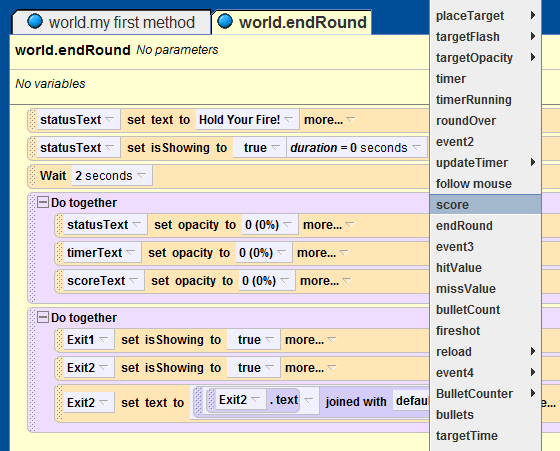 world.my first method
world.endRound
world.endRound No parameters
No variables
statusText set text to Hold Your Fire! more...
statusText set isShowing to true duration = 0 seconds
Wait 2 seconds
Do together
statusText set opacity to 0 (0%) more...
timerText set opacity to 0 (0%) more...
scoreText set opacity to 0 (0%) more...
Do together
Exit1 set isShowing to true more...
Exit2 set isShowing to true more...
Exit2 set text to Exit2 . text joined with defau e...
placeTarget
targetFlash
targetOpacity
timer
timerRunning
roundOver
event2
updateTimer
follow mouse
score
endRound
event3
hitValue
missValue
bulletCount
fireshot
reload
event4
BulletCounter
bullets
targetTime